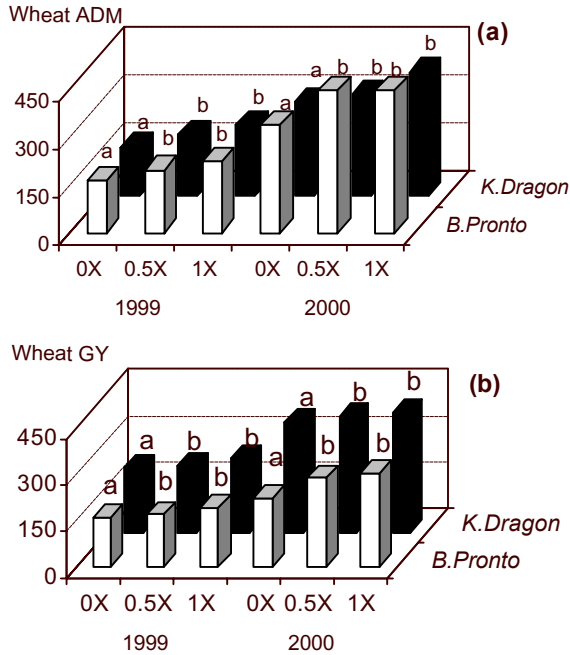 Wheat ADM
(a)
b
a b
a b b a b b
a b b
450
300
150
0
K.Dragon
B.Pronto
0X 0.5X 1X 0X 0.5X 1X
1999 2000
Wheat GY
(b)
a b b
a b b
a b b a b b
450
300
150
0
K.Dragon
B.Pronto
0X 0.5X 1X 0X 0.5X 1X
1999 2000